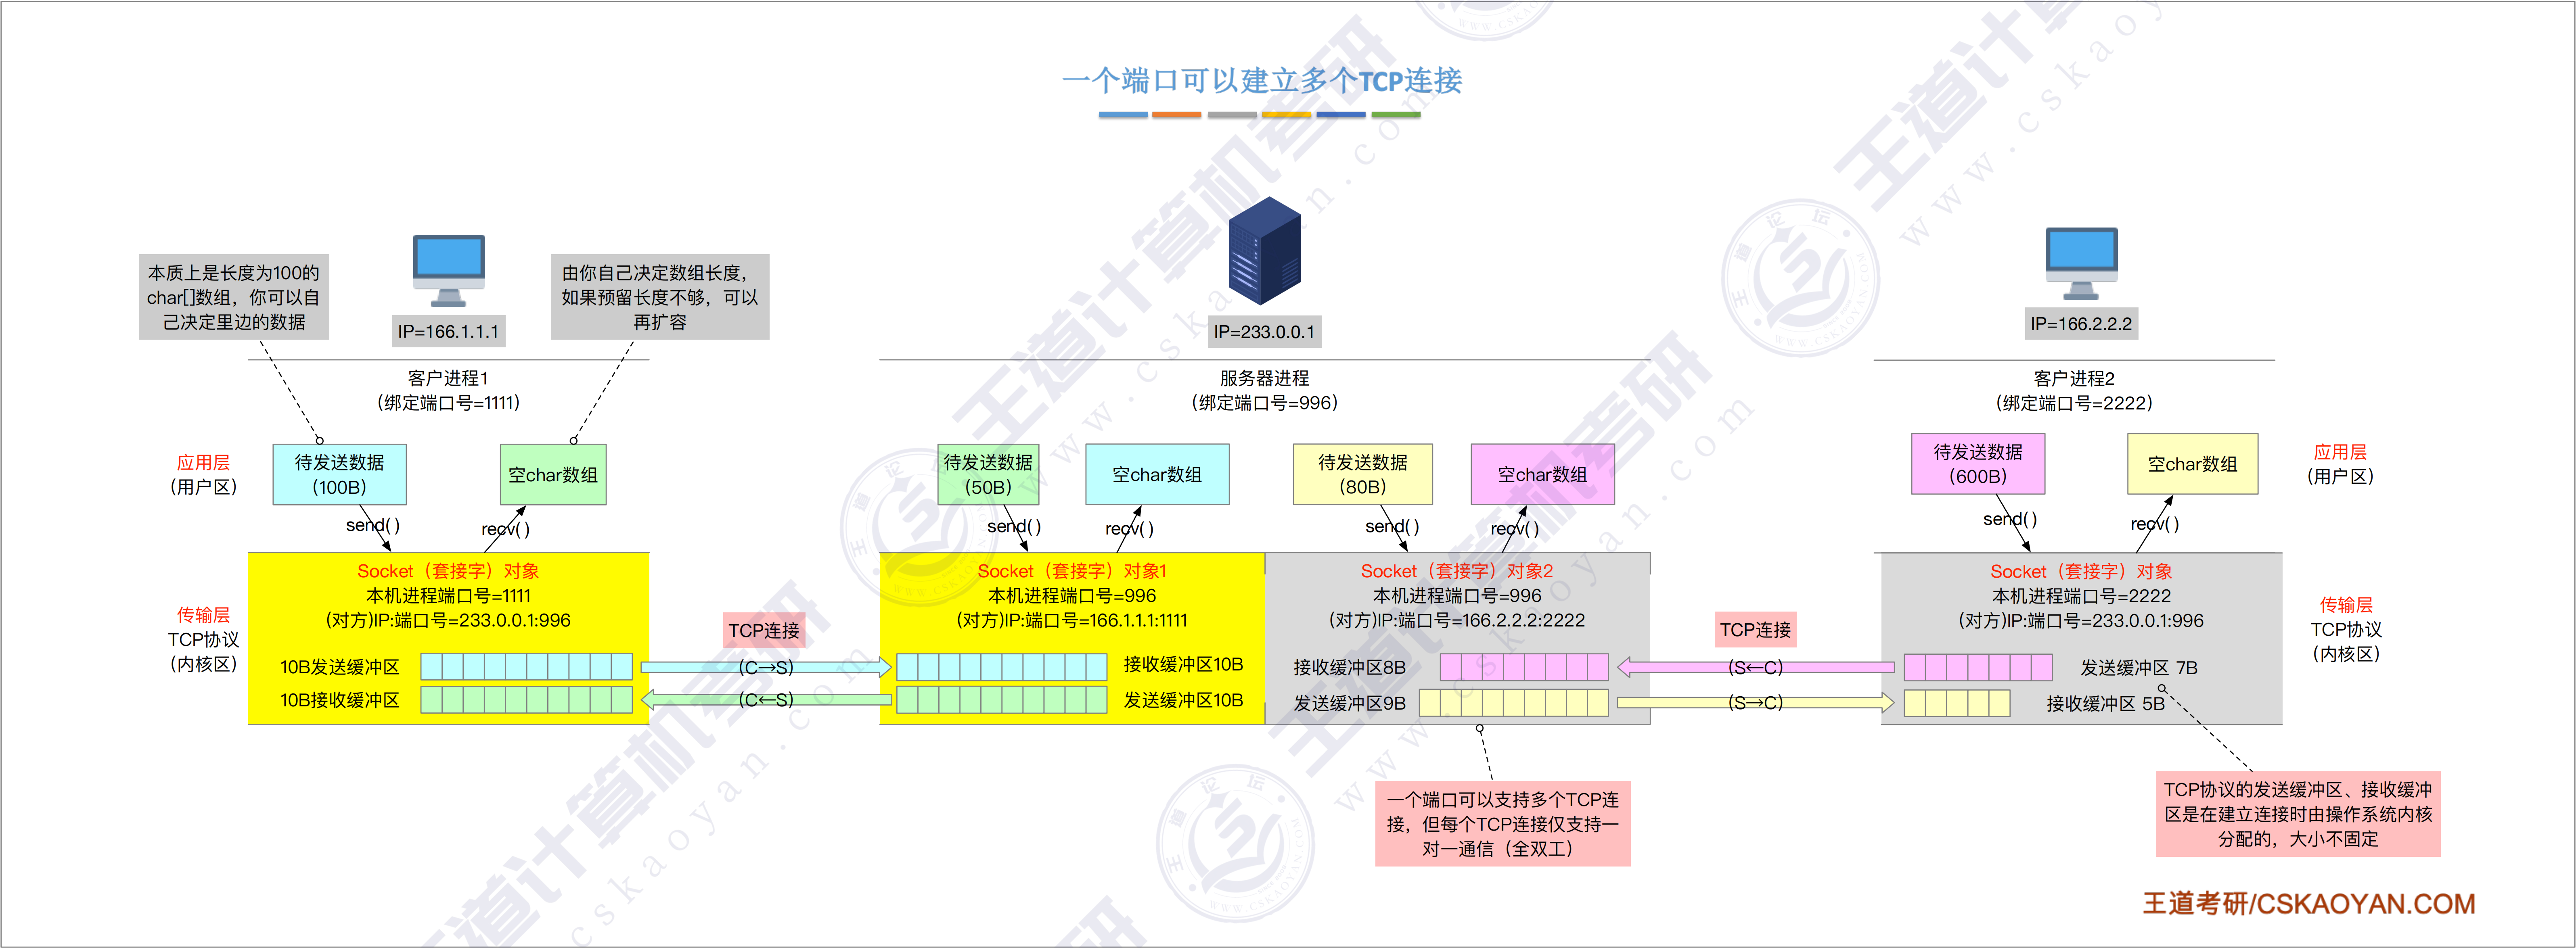 一个端口可以建立多个TCP连接
本质上是长度为100的
char[]数组，你可以自
己决定里边的数据
IP=166.1.1.1
由你自己决定数组长度，
如果预留长度不够，可以
再扩容
IP=233.0.0.1
IP=166.2.2.2
客户进程1
（绑定端口号=1111）
服务器进程
（绑定端口号=996）
客户进程2
（绑定端口号=2222）
应用层
（用户区）
待发送数据
（100B）
空char数组
待发送数据
（50B）
空char数组
待发送数据
（80B）
空char数组
待发送数据
（600B）
空char数组
应用层
（用户区）
send()
recv()
send()
recv()
send()
recv()
send()
recv()
传输层
TCP协议
（内核区）
Socket（套接字）对象
本机进程端口号=1111
(对方)IP:端口号=233.0.0.1:996
10B发送缓冲区
10B接收缓冲区
TCP连接
(C→S)
(C←S)
Socket（套接字）对象1
本机进程端口号=996
(对方)IP:端口号=166.1.1.1:1111
接收缓冲区10B
发送缓冲区10B
Socket（套接字）对象2
本机进程端口号=996
(对方)IP:端口号=166.2.2.2:2222
接收缓冲区8B
发送缓冲区9B
TCP连接
(S←C)
(S→C)
Socket（套接字）对象
本机进程端口号=2222
(对方)IP:端口号=233.0.0.1:996
发送缓冲区 7B
接收缓冲区 5B
传输层
TCP协议
（内核区）
一个端口可以支持多个TCP连
接，但每个TCP连接仅支持一
对一通信（全双工）
TCP协议的发送缓冲区、接收缓冲
区是在建立连接时由操作系统内核
分配的，大小不固定
王道考研/CSKAOYAN.COM
王道计算机考研
www.cskaoyan.com
王道论坛
WWW.CSKAOYAN.COM